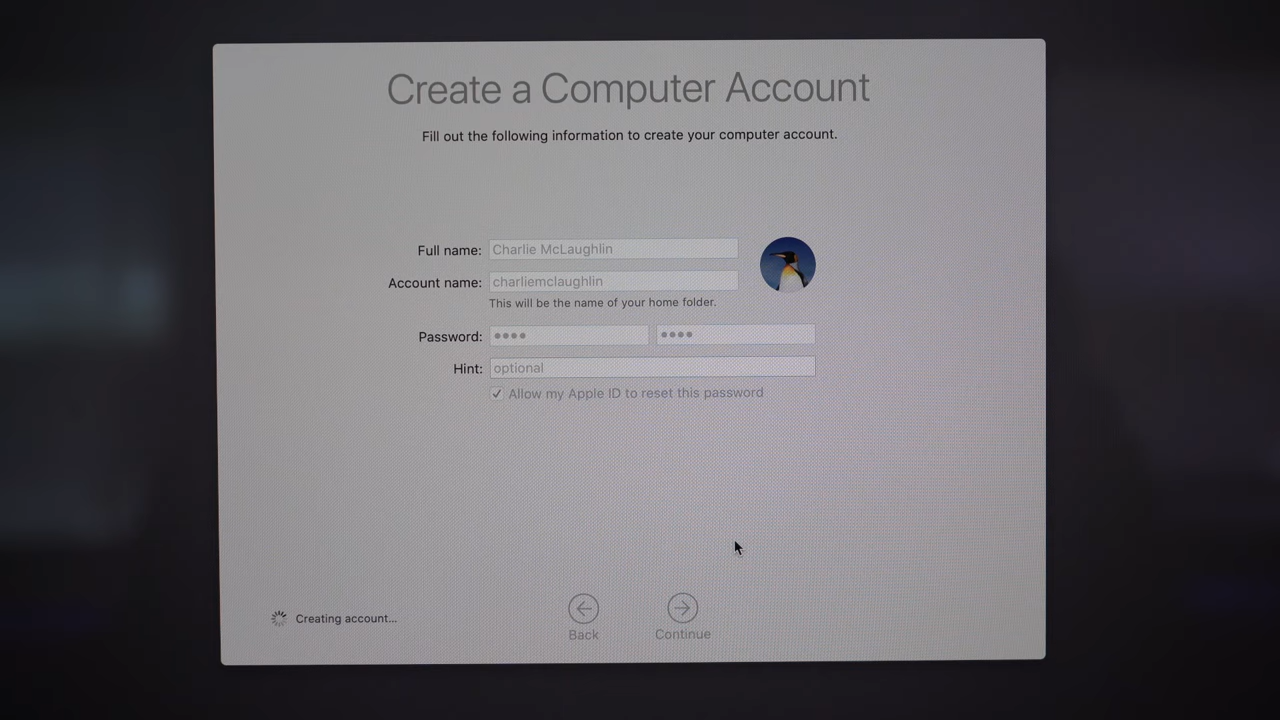 Create a Computer Account
Fill out the following information to create your computer account.
Full name: Charlie McLaughlin
Account name: charliemclaughlin
This will be the name of your home folder.
Password: •••• ••••
Hint: optional
Allow my Apple ID to reset this password
Creating account...
Back Continue